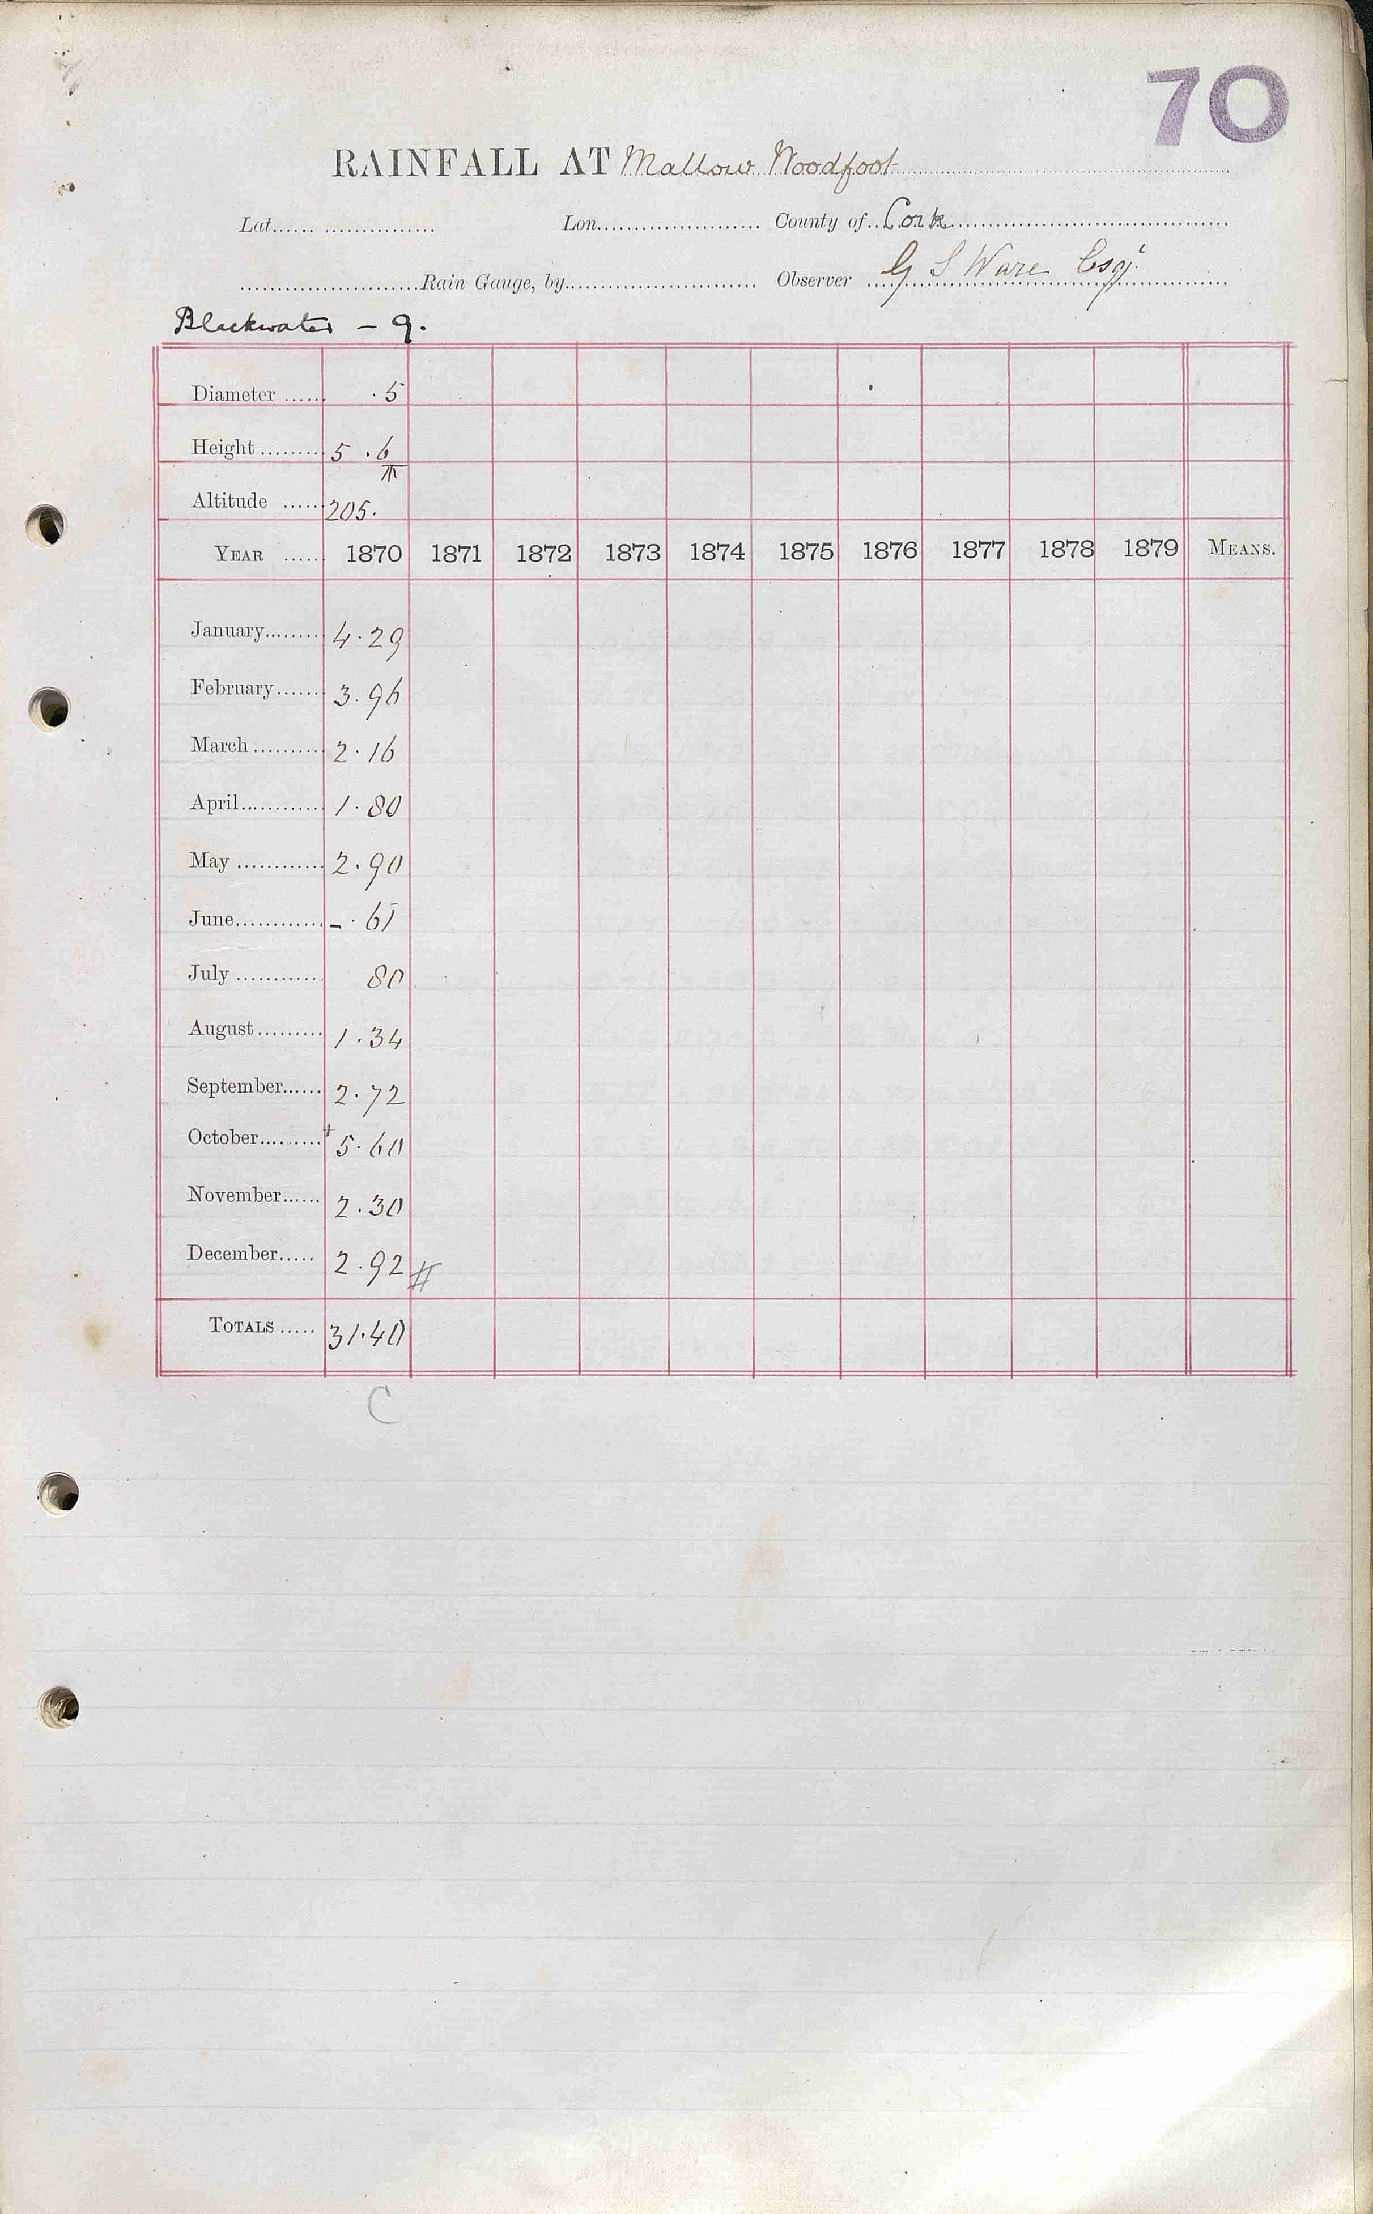 70
RAINFALL AT Mallow Woodfoot
Lat. Lon. County of Cork
Rain Gauge, by Observer G S Ware Esq.
Blackwater - 9.
Diameter ·5
Height 5 ·6
Altitude 205.
YEAR 1870 1871 1872 1873 1874 1875 1876 1877 1878 1879 MEANS.
January 4·29
February 3.96
March 2·16
April 1·80
May 2·90
June -·61
July 80
August 1·34
September 2·72
October + 5·60
November 2·30
December 2·92 #
TOTALS 31·40
C